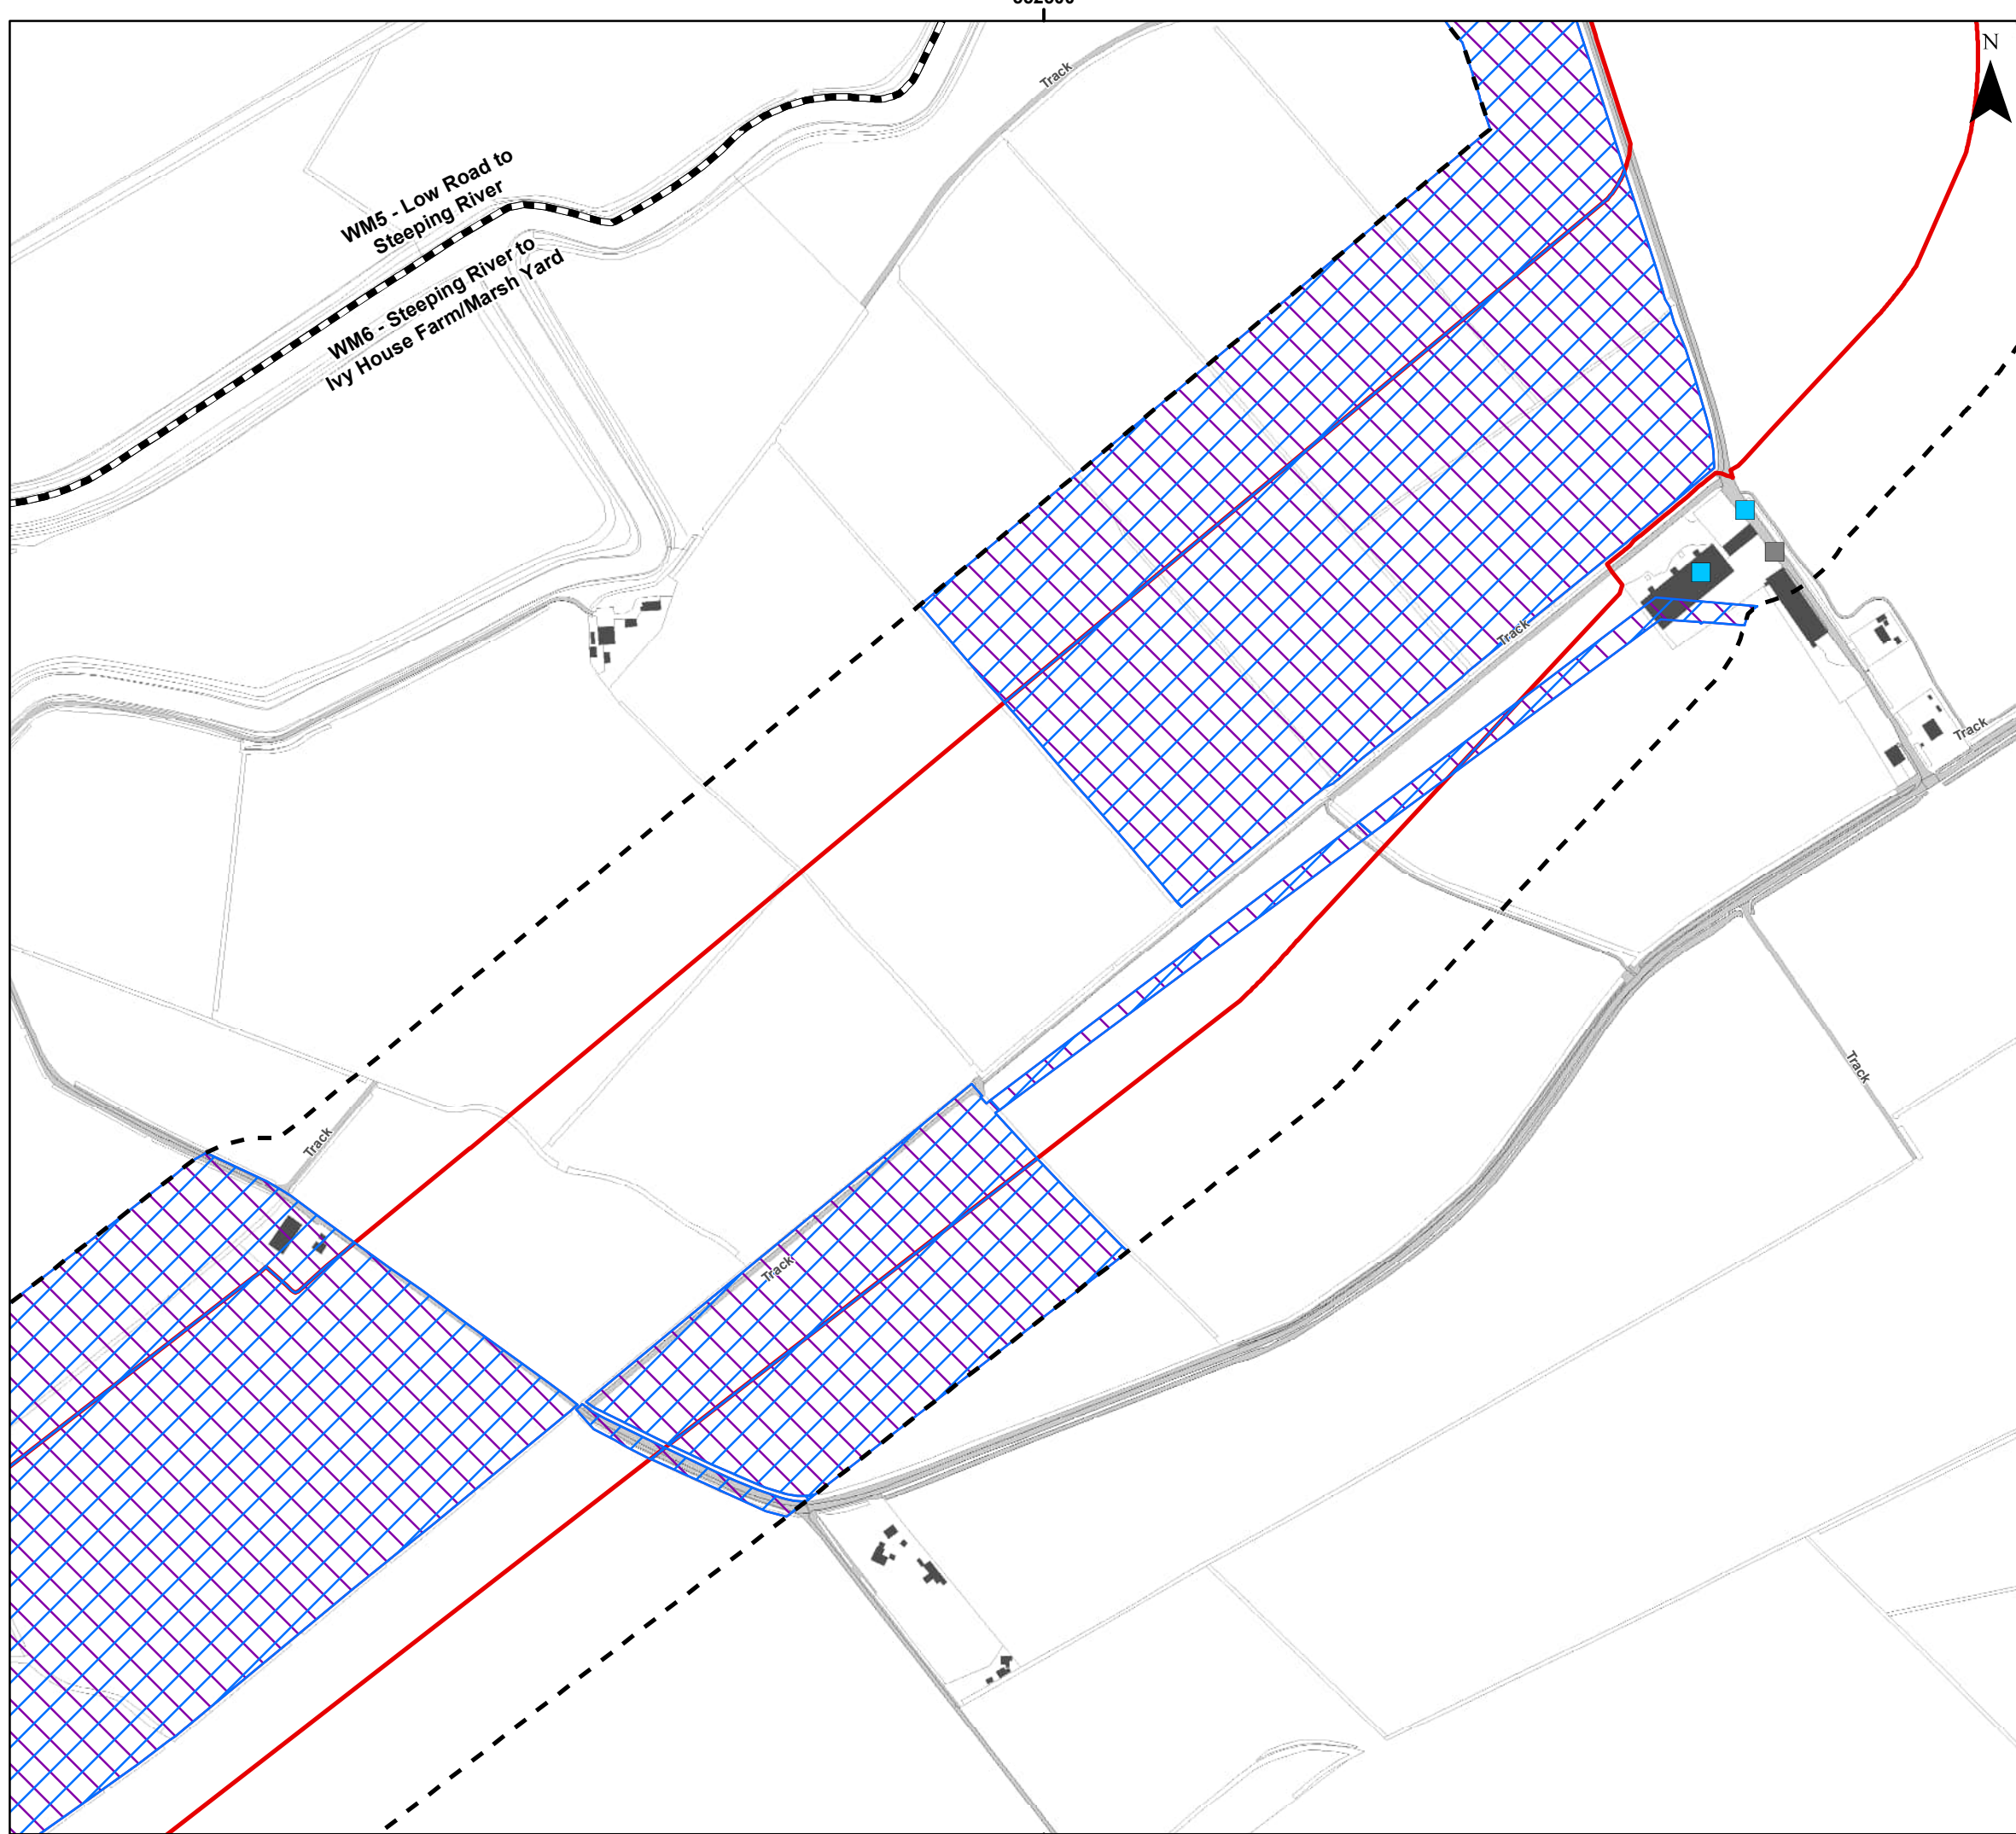 N
Track
WM5 - Low Road to
Steeping River
WM6 - Steeping River to
Ivy House Farm/Marsh Yard
Track
Track
Track
Track
Track